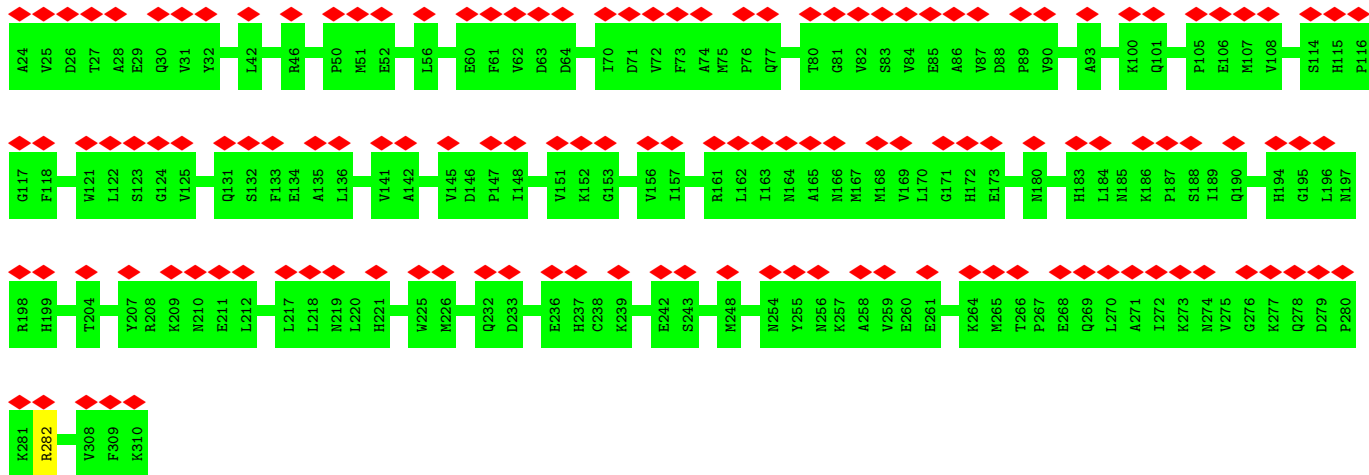 A24 V25 D26 T27 A28 E29 Q30 V31 Y32 L42 R46 P50 M51 E52 L56 E60 F61 V62 D63 D64 I70 D71 V72 F73 A74 M75 P76 Q77 T80 G81 V82 S83 V84 E85 A86 V87 D88 P89 V90 A93 K100 Q101 P105 E106 M107 V108 S114 H115 P116
G117 F118 W121 L122 S123 G124 V125 Q131 S132 F133 E134 A135 L136 V141 A142 V145 D146 P147 I148 V151 K152 G153 V156 I157 R161 L162 I163 N164 A165 N166 M167 M168 V169 L170 G171 H172 E173 N180 H183 L184 N185 K186 P187 S188 I189 Q190 H194 G195 L196 N197
R198 H199 T204 Y207 R208 K209 N210 E211 L212 L217 L218 N219 L220 H221 W225 M226 Q232 D233 E236 H237 C238 K239 E242 S243 M248 N254 Y255 N256 K257 A258 V259 E260 E261 K264 M265 T266 P267 E268 Q269 L270 A271 I272 K273 N274 V275 G276 K277 Q278 D279 P280
K281 R282 V308 F309 K310